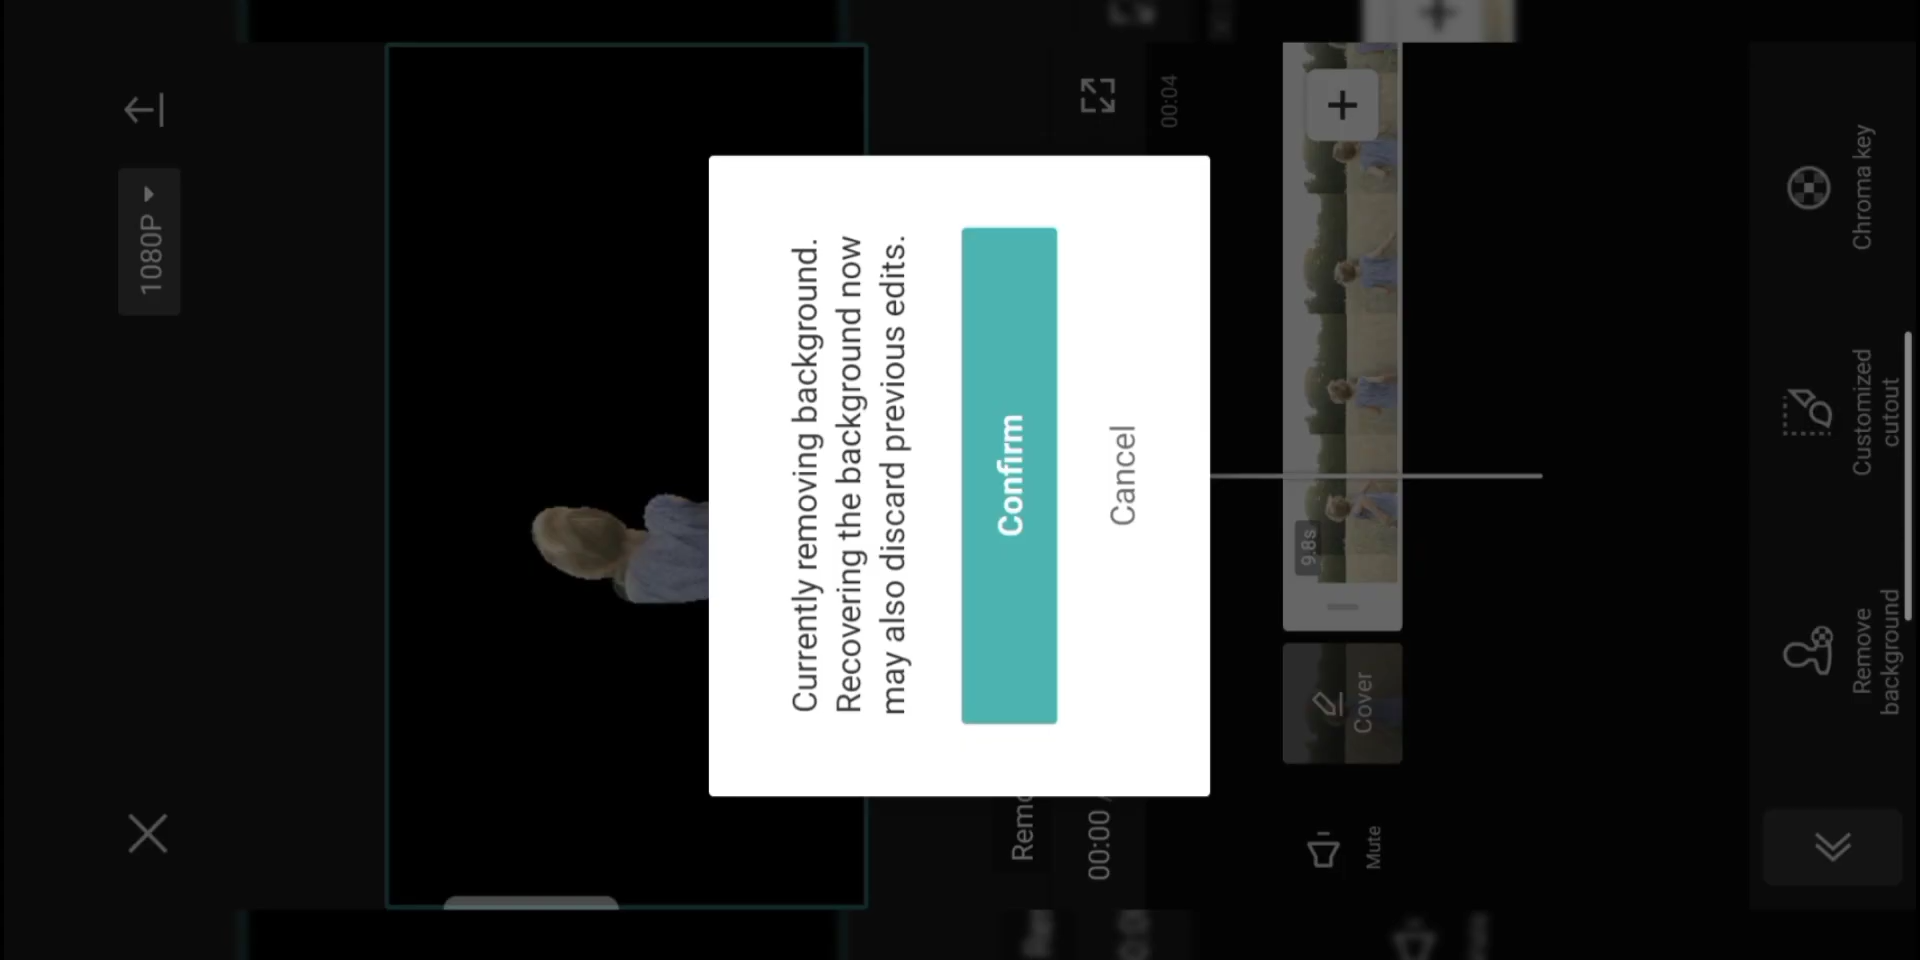 1080P
Currently removing background.
Recovering the background now
may also discard previous edits.
Confirm
Cancel
00:00 /
00:04
9.8s
Cover
Mute
Remove
background
Customized
cutout
Chroma key